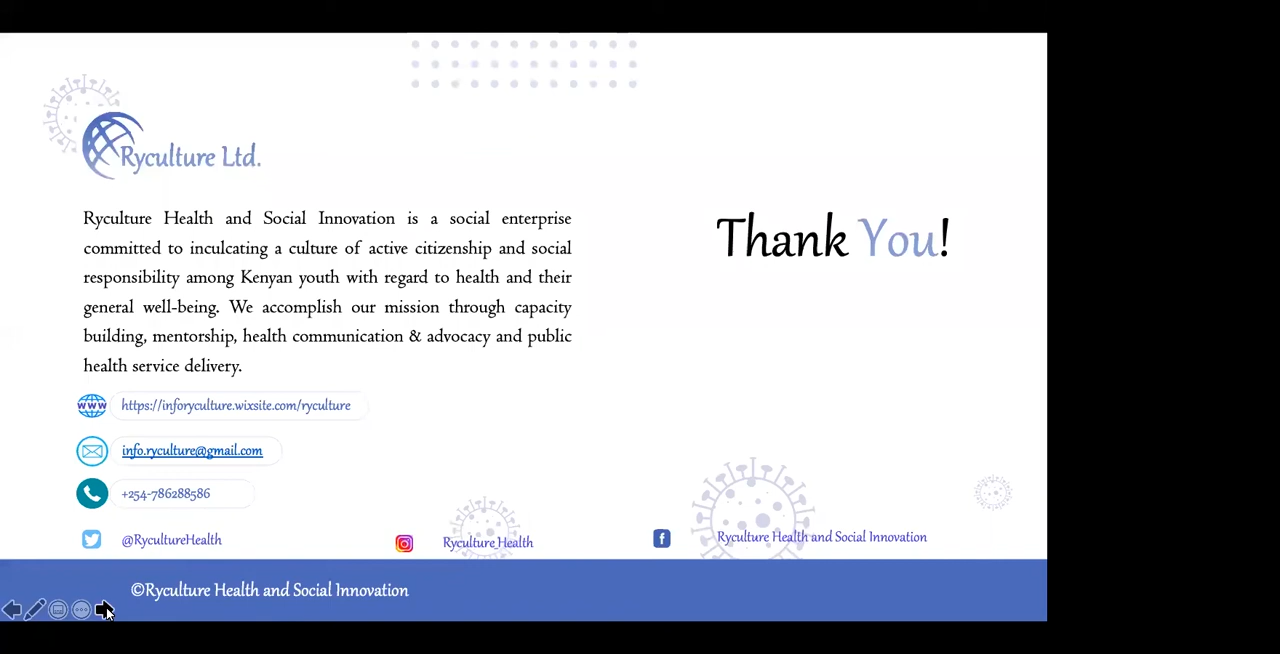 Ryculture Ltd.
Ryculture Health and Social Innovation is a social enterprise
committed to inculcating a culture of active citizenship and social
responsibility among Kenyan youth with regard to health and their
general well-being. We accomplish our mission through capacity
building, mentorship, health communication & advocacy and public
health service delivery.
Thank You!
www
https://inforyculture.wixsite.com/ryculture
info.ryculture@gmail.com
+254-786288586
@RycultureHealth
Ryculture Health
f
Ryculture Health and Social Innovation
©Ryculture Health and Social Innovation